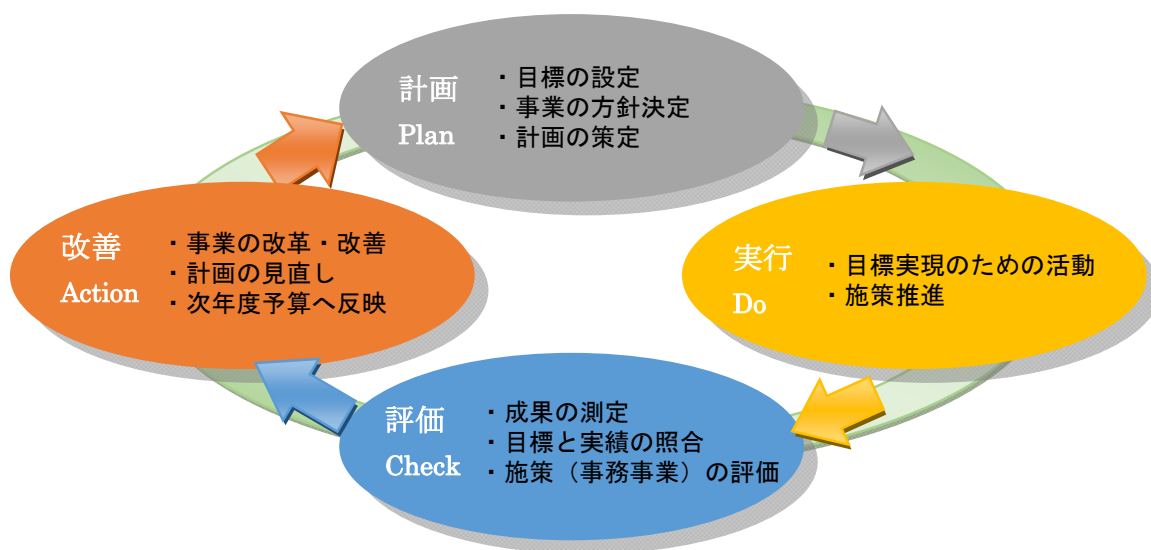 計画
Plan
・目標の設定
・事業の方針決定
・計画の策定
実行
Do
・目標実現のための活動
・施策推進
評価
Check
・成果の測定
・目標と実績の照合
・施策（事務事業）の評価
改善
Action
・事業の改革・改善
・計画の見直し
・次年度予算へ反映